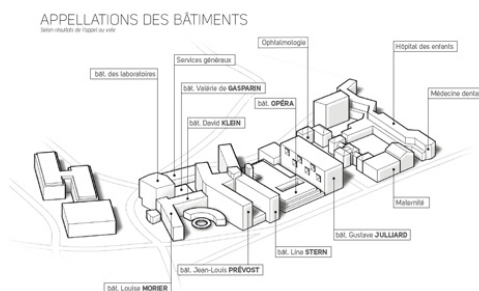 APPELLATIONS DES BÂTIMENTS
Selon résultats de l'appel au vote
Ophtalmologie
Hôpital des enfants
Services généraux
bât. des laboratoires
bât. Valérie de GASPARIN
Médecine denta
bât. OPÉRA
bât. David KLEIN
Maternité
bât. Gustave JULLIARD
bât. Lina STERN
bât. Jean-Louis PRÉVOST
bât. Louise MORIER